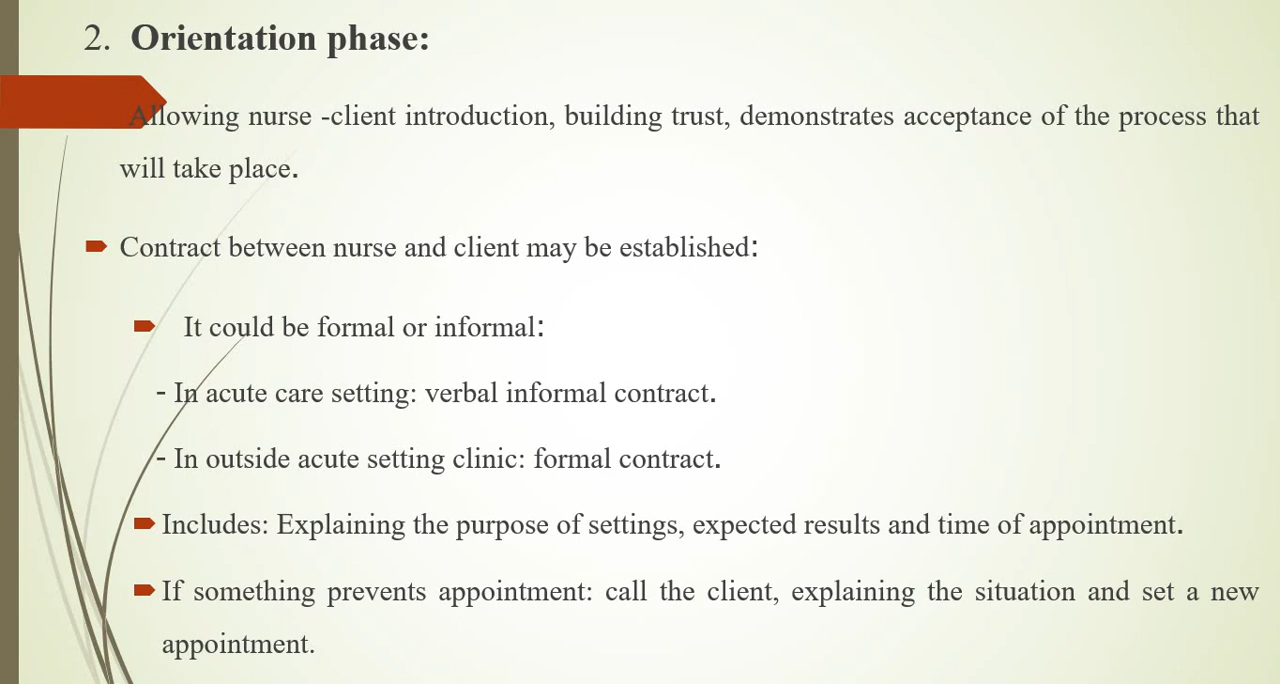 2. Orientation phase:
Allowing nurse -client introduction, building trust, demonstrates acceptance of the process that
will take place.
Contract between nurse and client may be established:
It could be formal or informal:
- In acute care setting: verbal informal contract.
- In outside acute setting clinic: formal contract.
Includes: Explaining the purpose of settings, expected results and time of appointment.
If something prevents appointment: call the client, explaining the situation and set a new
appointment.